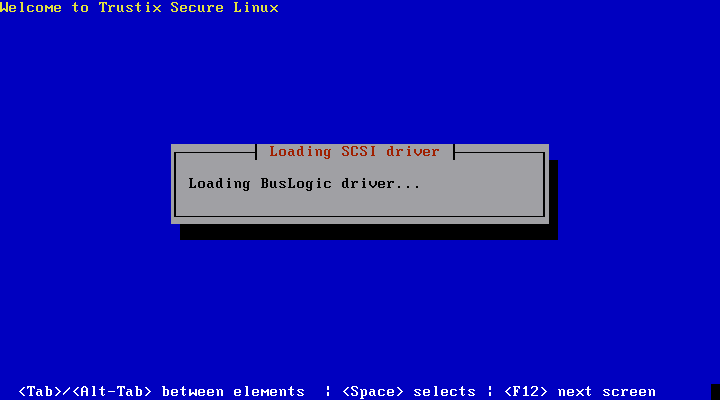 Welcome to Trustix Secure Linux
Loading SCSI driver
Loading BusLogic driver...
<Tab>/<Alt-Tab> between elements ¦ <Space> selects ¦ <F12> next screen